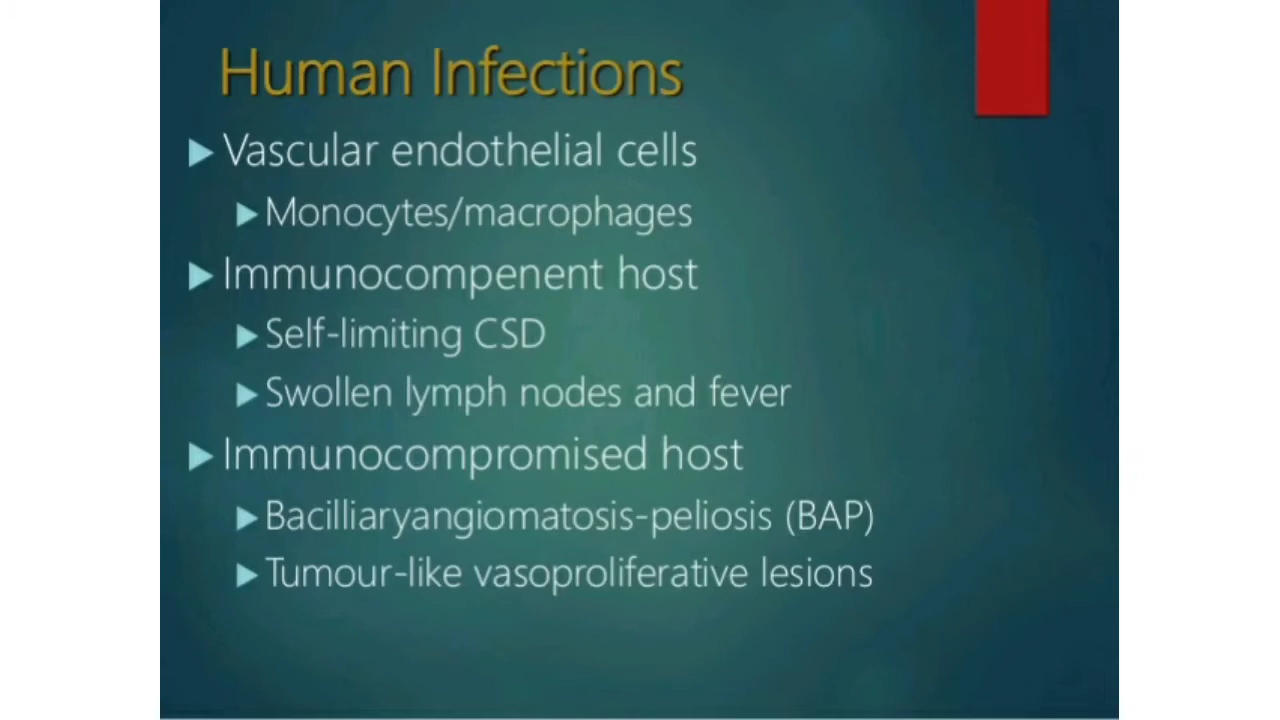 Human Infections
Vascular endothelial cells
Monocytes/macrophages
Immunocompenent host
Self-limiting CSD
Swollen lymph nodes and fever
Immunocompromised host
Bacilliaryangiomatosis-peliosis (BAP)
Tumour-like vasoproliferative lesions